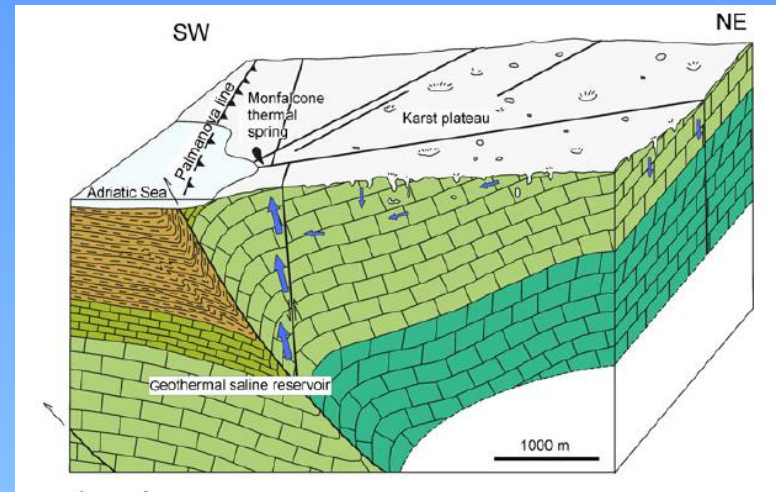 SW
NE
Palmanova line
Monfalcone
thermal
spring
Karst plateau
Adriatic Sea
Geothermal saline reservoir
1000 m